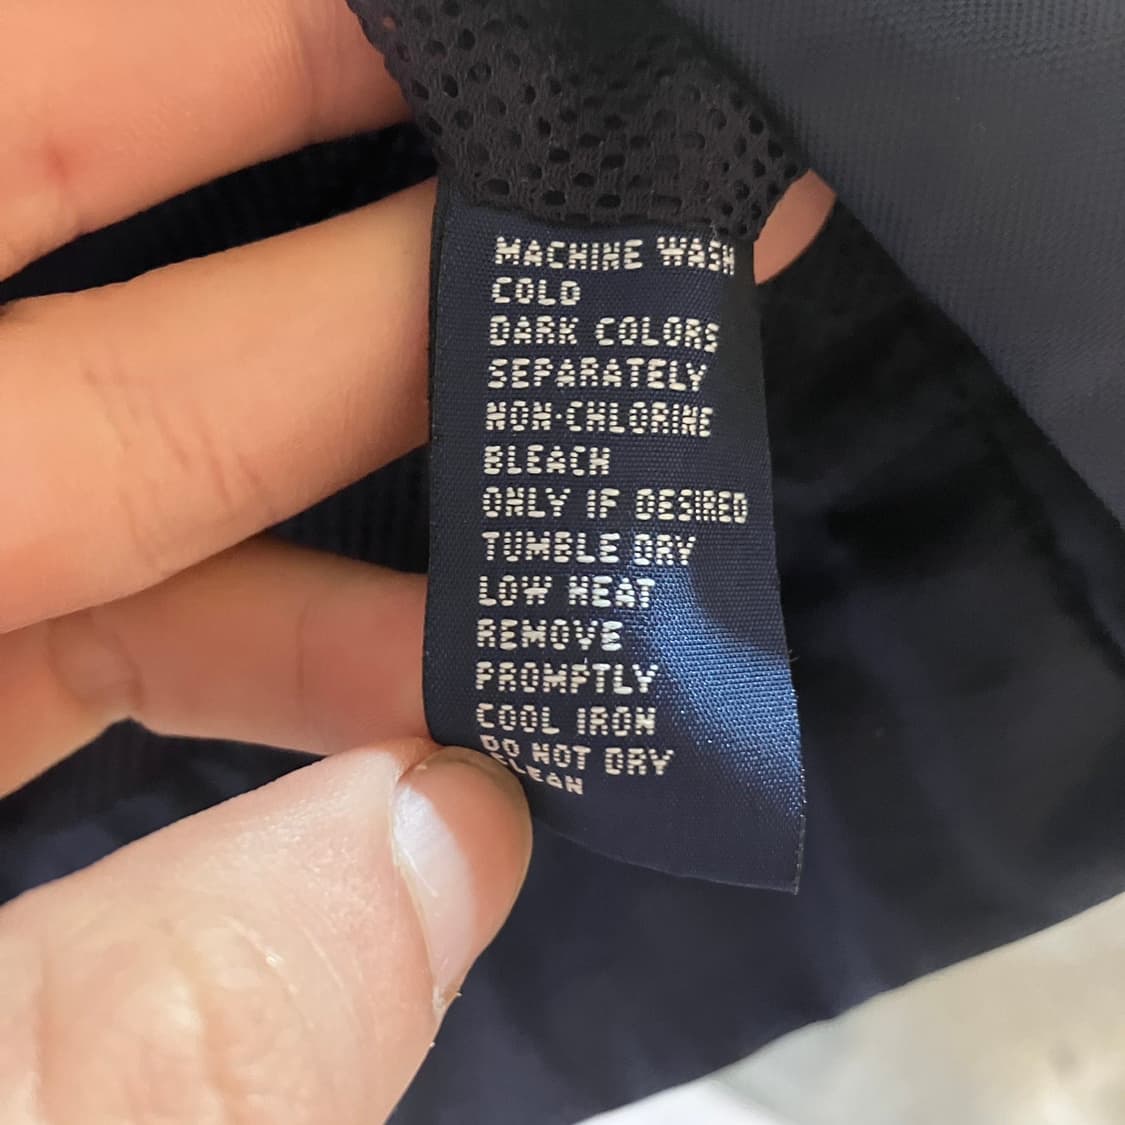 MACHINE WASH
COLD
DARK COLORS
SEPARATELY
NON-CHLORINE
BLEACH
ONLY IF DESIRED
TUMBLE DRY
LOW HEAT
REMOVE
PROMPTLY
COOL IRON
DO NOT DRY
CLEAN